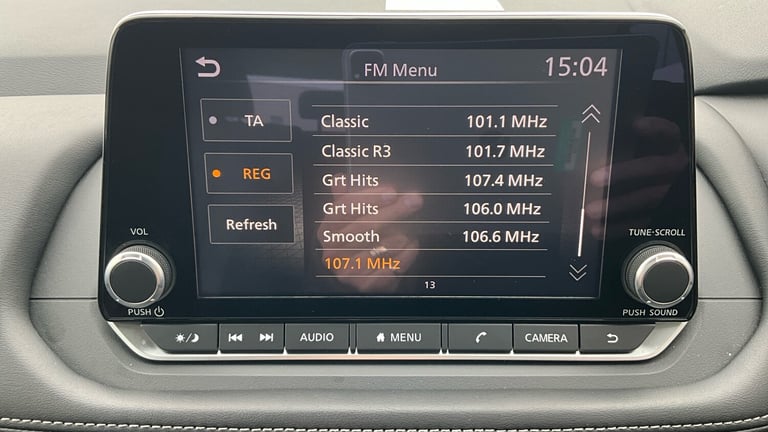 FM Menu 15:04
TA
REG
Refresh
Classic 101.1 MHz
Classic R3 101.7 MHz
Grt Hits 107.4 MHz
Grt Hits 106.0 MHz
Smooth 106.6 MHz
107.1 MHz
13
VOL
PUSH
TUNE-SCROLL
PUSH SOUND
AUDIO
MENU
CAMERA